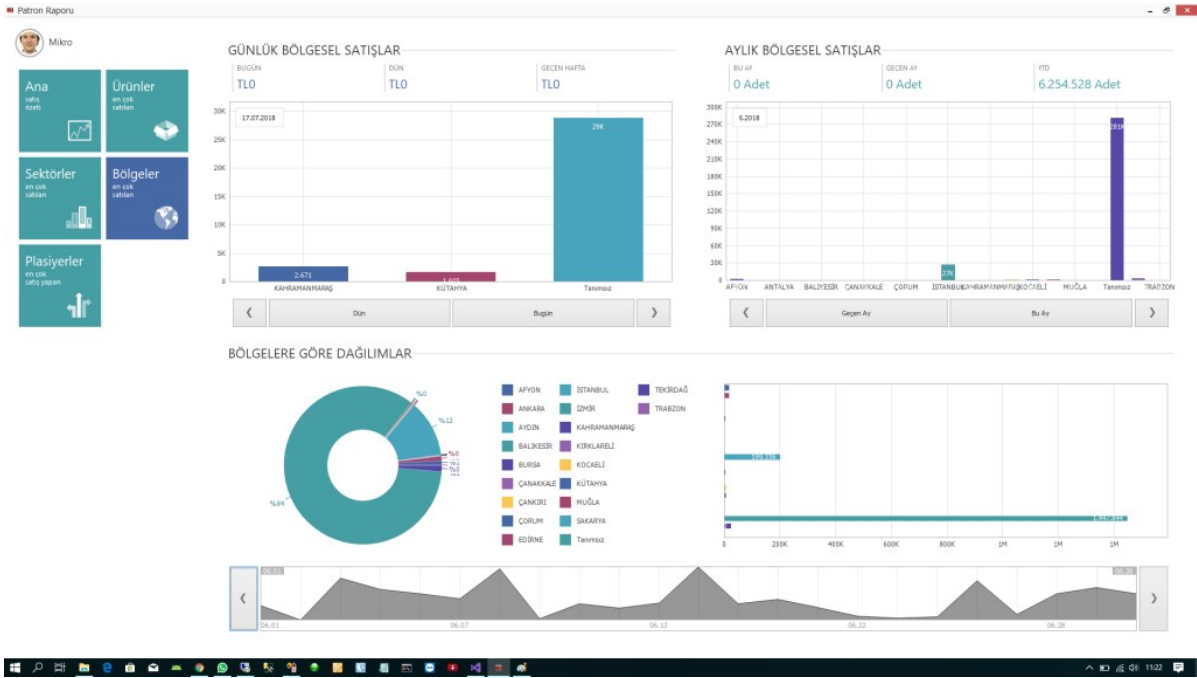 Patron Raporu
Mikro
Ana
satış
özeti
Ürünler
en çok
satılan
Sektörler
en çok
satılan
Bölgeler
en çok
satılan
Plasiyerler
en çok
satış yapan
GÜNLÜK BÖLGESEL SATIŞLAR
BUGÜN
DÜN
GEÇEN HAFTA
TL0
TL0
TL0
17.07.2018
30K
25K
20K
15K
10K
5K
0
29K
2.671
KAHRAMANMARAŞ
KÜTAHYA
Tanımsız
Dün
Bugün
AYLIK BÖLGESEL SATIŞLAR
BU AY
GEÇEN AY
YTD
0 Adet
0 Adet
6.254.528 Adet
6.2018
300K
270K
240K
210K
180K
150K
120K
90K
60K
30K
0
281K
27K
AFYON
ANTALYA
BALIKESİR
ÇANAKKALE
ÇORUM
İSTANBUL
KAHRAMANMARAŞ
KOCAELİ
MUĞLA
Tanımsız
TRABZON
Geçen Ay
Bu Ay
BÖLGELERE GÖRE DAĞILIMLAR
%0
%12
%0
%84
AFYON
ANKARA
AYDIN
BALIKESİR
BURSA
ÇANAKKALE
ÇANKIRI
ÇORUM
EDİRNE
İSTANBUL
İZMİR
KAHRAMANMARAŞ
KIRKLARELİ
KOCAELİ
KÜTAHYA
MUĞLA
SAKARYA
Tanımsız
TEKİRDAĞ
TRABZON
0
200K
400K
600K
800K
1M
1M
1M
06.01
06.30
06.01
06.07
06.12
06.22
06.28
11:22